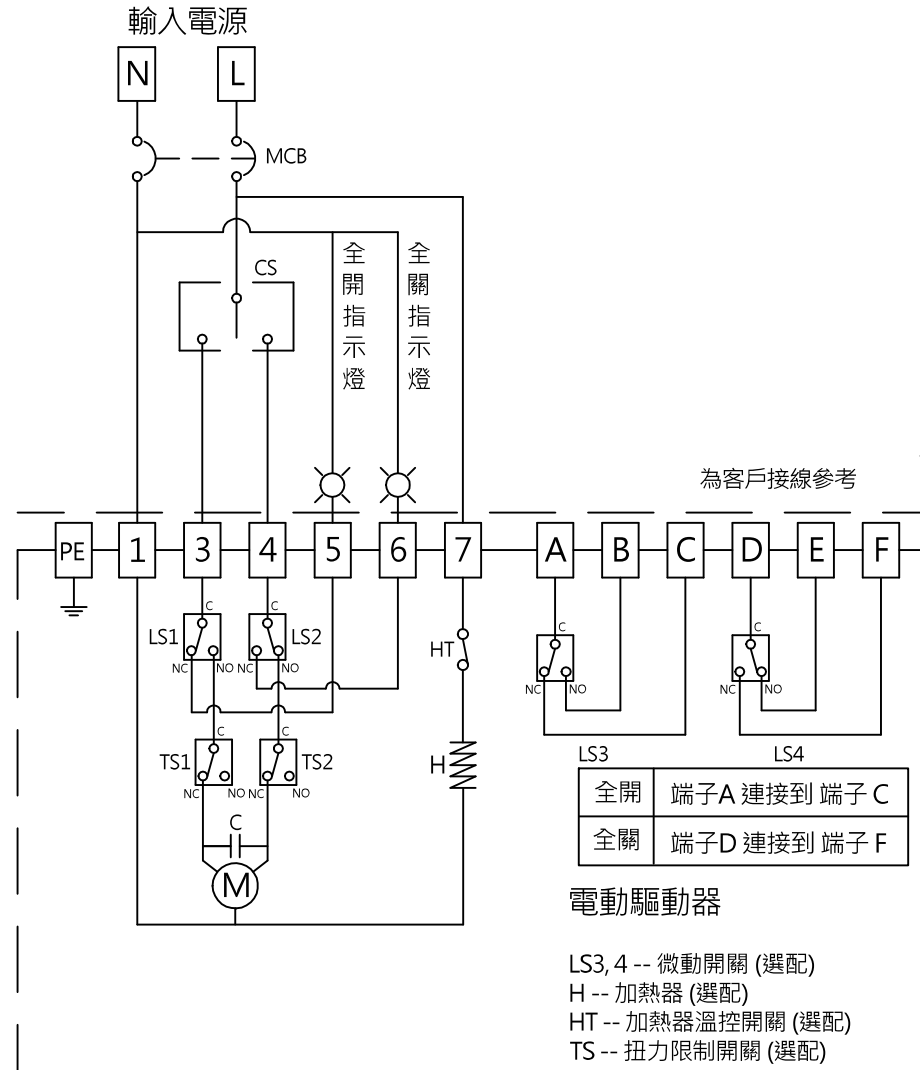 輸入電源
N L
MCB
CS
全開指示燈
全關指示燈
為客戶接線參考
PE 1 3 4 5 6 7 A B C D E F
C C
LS1 LS2
NC NO NC NO
HT
C C
NC NO NC NO
C C
TS1 TS2
NC NO NC NO
H
C
M
LS3 LS4
全開 端子A 連接到 端子 C
全關 端子D 連接到 端子 F
電動驅動器
LS3, 4 -- 微動開關 (選配)
H -- 加熱器 (選配)
HT -- 加熱器溫控開關 (選配)
TS -- 扭力限制開關 (選配)